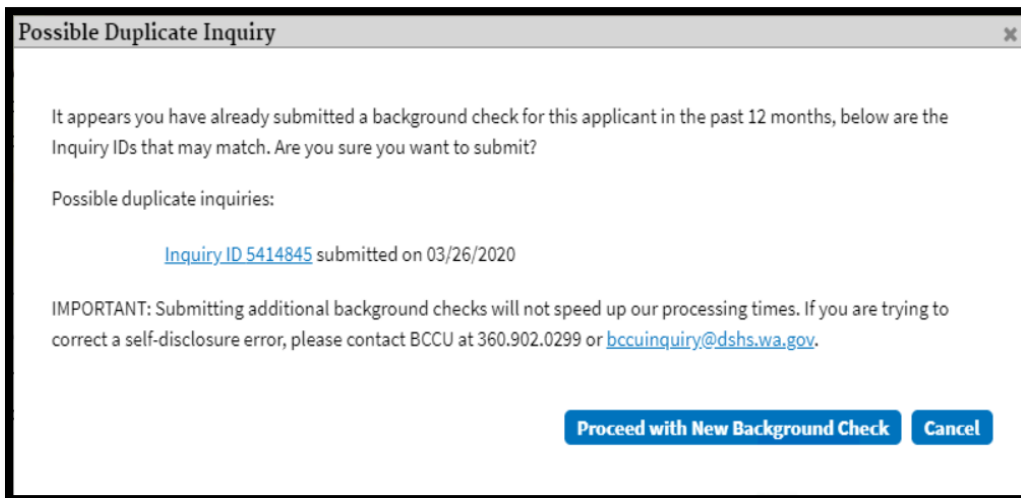 Possible Duplicate Inquiry
It appears you have already submitted a background check for this applicant in the past 12 months, below are the
Inquiry IDs that may match. Are you sure you want to submit?
Possible duplicate inquiries:
Inquiry ID 5414845 submitted on 03/26/2020
IMPORTANT: Submitting additional background checks will not speed up our processing times. If you are trying to
correct a self-disclosure error, please contact BCCU at 360.902.0299 or bccuinquiry@dshs.wa.gov.
Proceed with New Background Check Cancel